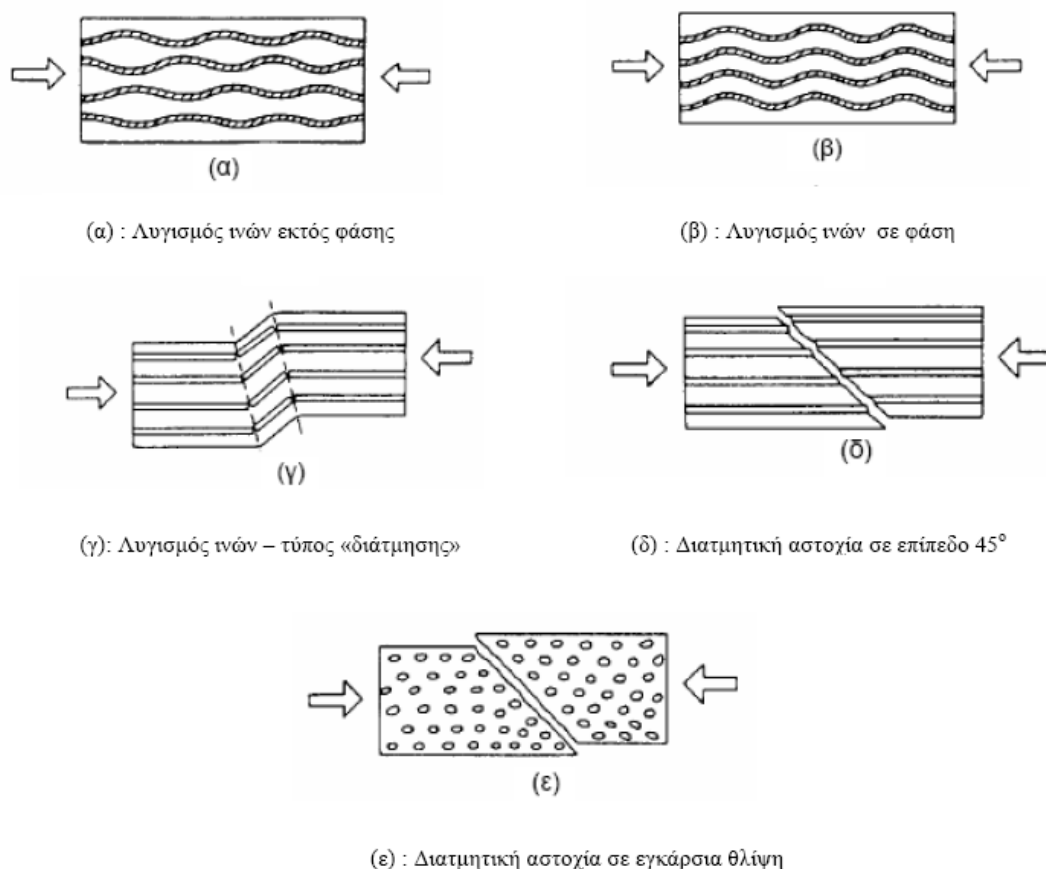 (α)
(β)
(α) : Λυγισμός ινών εκτός φάσης
(β) : Λυγισμός ινών σε φάση
(γ)
(δ)
(γ): Λυγισμός ινών – τύπος «διάτμησης»
(δ) : Διατμητική αστοχία σε επίπεδο 45°
(ε)
(ε) : Διατμητική αστοχία σε εγκάρσια θλίψη